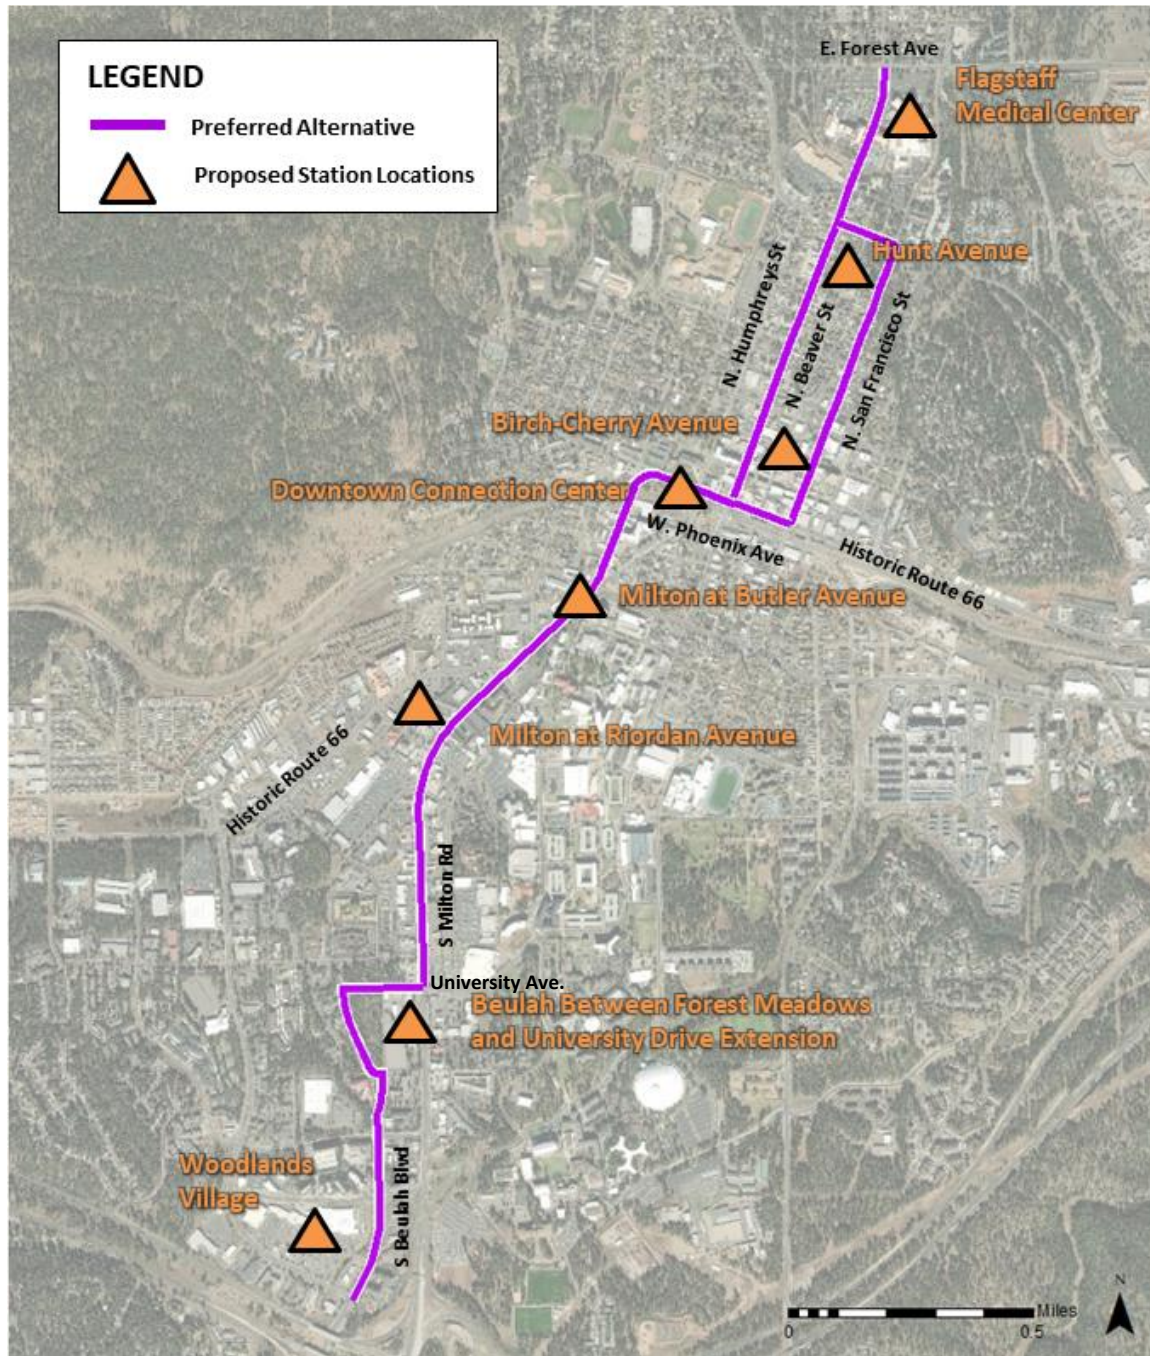 E. Forest Ave
LEGEND
Preferred Alternative
Proposed Station Locations
Flagstaff
Medical Center
Hunt Avenue
N. Humphreys St
N. Beaver St
N. San Francisco St
Birch-Cherry Avenue
Downtown Connection Center
W. Phoenix Ave
Historic Route 66
Milton at Butler Avenue
Milton at Riordan Avenue
Historic Route 66
S Milton Rd
University Ave.
Beulah Between Forest Meadows
and University Drive Extension
Woodlands
Village
S Beulah Blvd
N
Miles
0
0.5